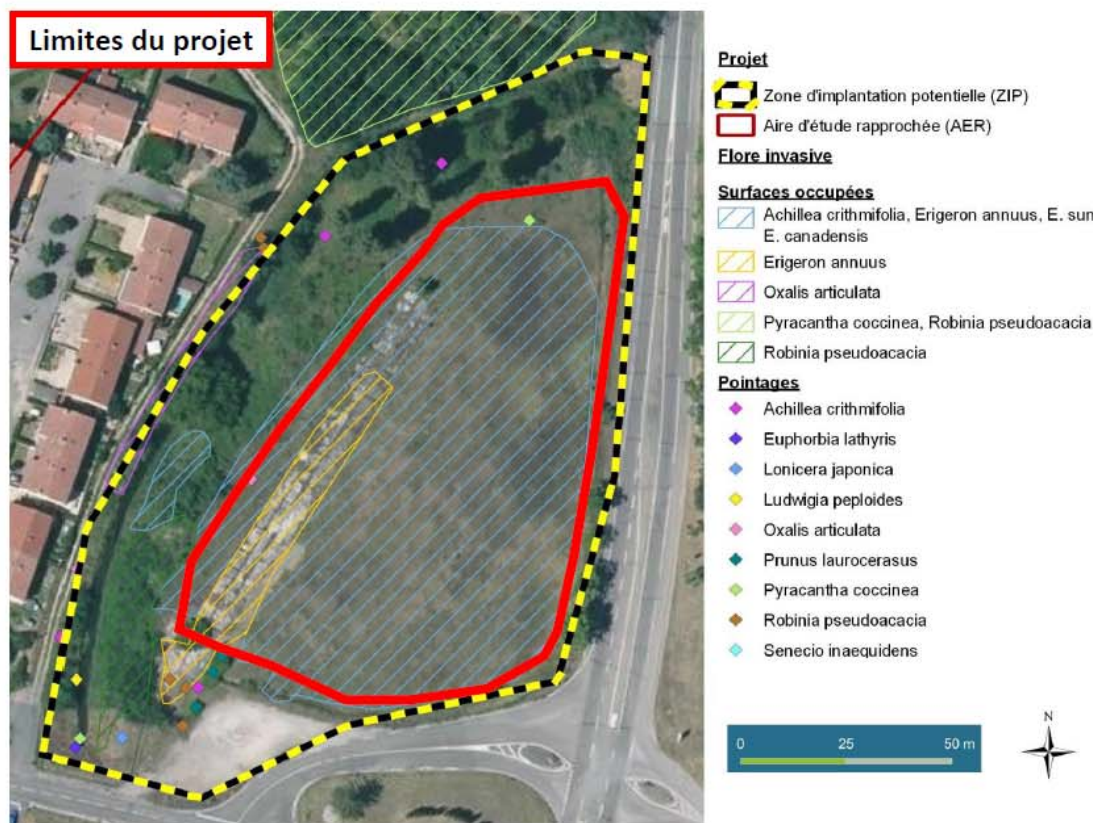 Limites du projet
Projet
Zone d'implantation potentielle (ZIP)
Aire d'étude rapprochée (AER)
Flore invasive
Surfaces occupées
Achillea crithmifolia, Erigeron annuus, E. sum
E. canadensis
Erigeron annuus
Oxalis articulata
Pyracantha coccinea, Robinia pseudoacacia
Robinia pseudoacacia
Pointages
Achillea crithmifolia
Euphorbia lathyris
Lonicera japonica
Ludwigia peploides
Oxalis articulata
Prunus laurocerasus
Pyracantha coccinea
Robinia pseudoacacia
Senecio inaequidens
0 25 50 m
N